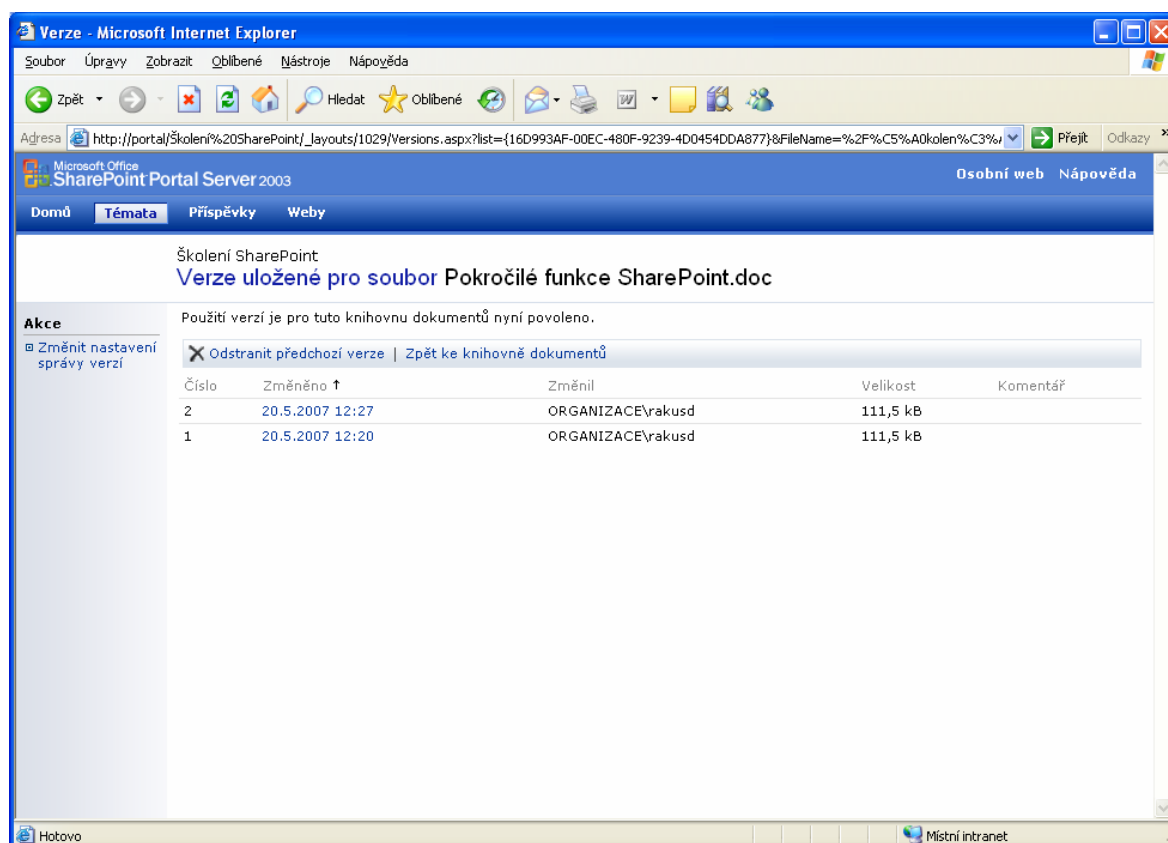 Verze - Microsoft Internet Explorer
Soubor Úpravy Zobrazit Oblíbené Nástroje Nápověda
Zpět Hledat Oblíbené
Adresa http://portal/Školení%20SharePoint/_layouts/1029/Versions.aspx?list={16D993AF-00EC-480F-9239-4D0454DDA877}&FileName=%2F%C5%A0kolen%C3%A Přejít Odkazy »
Microsoft Office
SharePoint Portal Server 2003
Osobní web Nápověda
Domů Témata Příspěvky Weby
Školení SharePoint
Verze uložené pro soubor Pokročilé funkce SharePoint.doc
Akce
Změnit nastavení
správy verzí
Použití verzí je pro tuto knihovnu dokumentů nyní povoleno.
Odstranit předchozí verze | Zpět ke knihovně dokumentů
Číslo Změněno ↑ Změnil Velikost Komentář
2 20.5.2007 12:27 ORGANIZACE\rakusd 111,5 kB
1 20.5.2007 12:20 ORGANIZACE\rakusd 111,5 kB
Hotovo Místní intranet